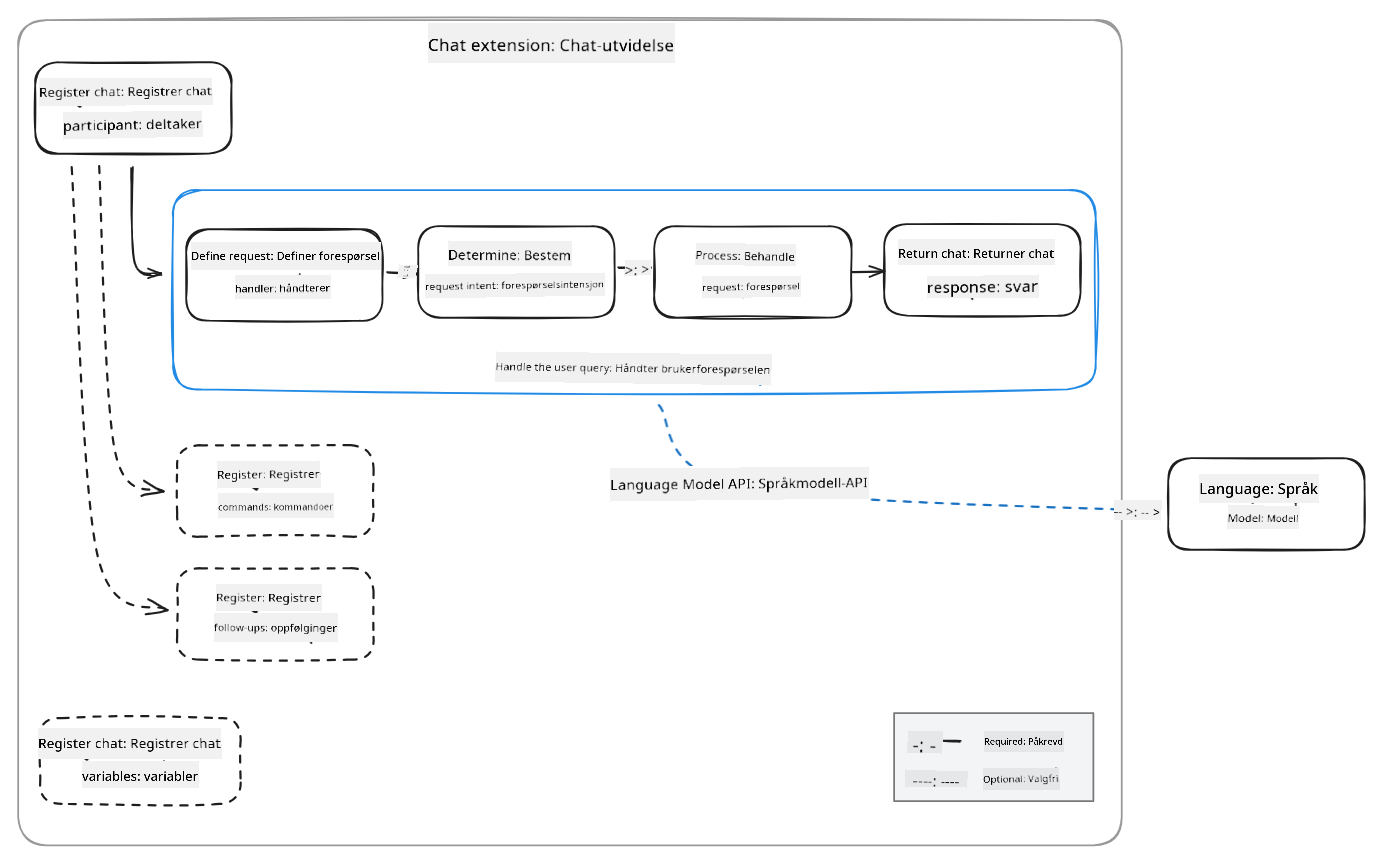 Chat extension: Chat-utvidelse
Register chat: Registrer chat
participant: deltaker
Define request: Definer forespørsel
handler: håndterer
Determine: Bestem
request intent: forespørselsintensjon
>: >
Process: Behandle
request: forespørsel
Return chat: Returner chat
response: svar
Handle the user query: Håndter brukerforespørselen
Register: Registrer
commands: kommandoer
Language Model API: Språkmodell-API
-- >: -- >
Language: Språk
Model: Modell
Register: Registrer
follow-ups: oppfølginger
Register chat: Registrer chat
variables: variabler
-: -
Required: Påkrevd
----: ----
Optional: Valgfri